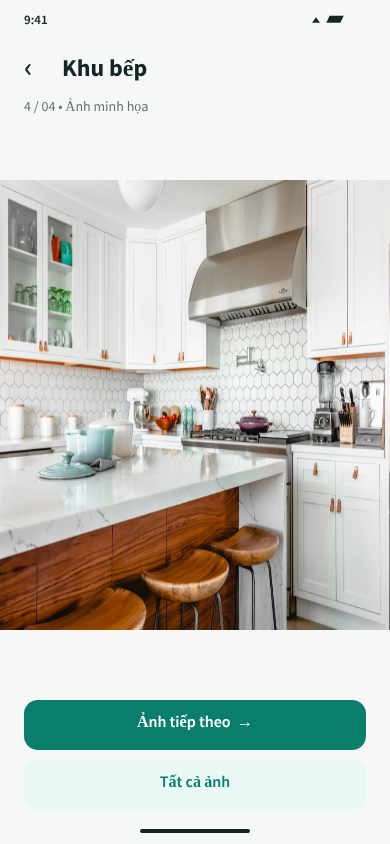 9:41
‹ Khu bếp
4 / 04 • Ảnh minh họa
Ảnh tiếp theo →
Tất cả ảnh